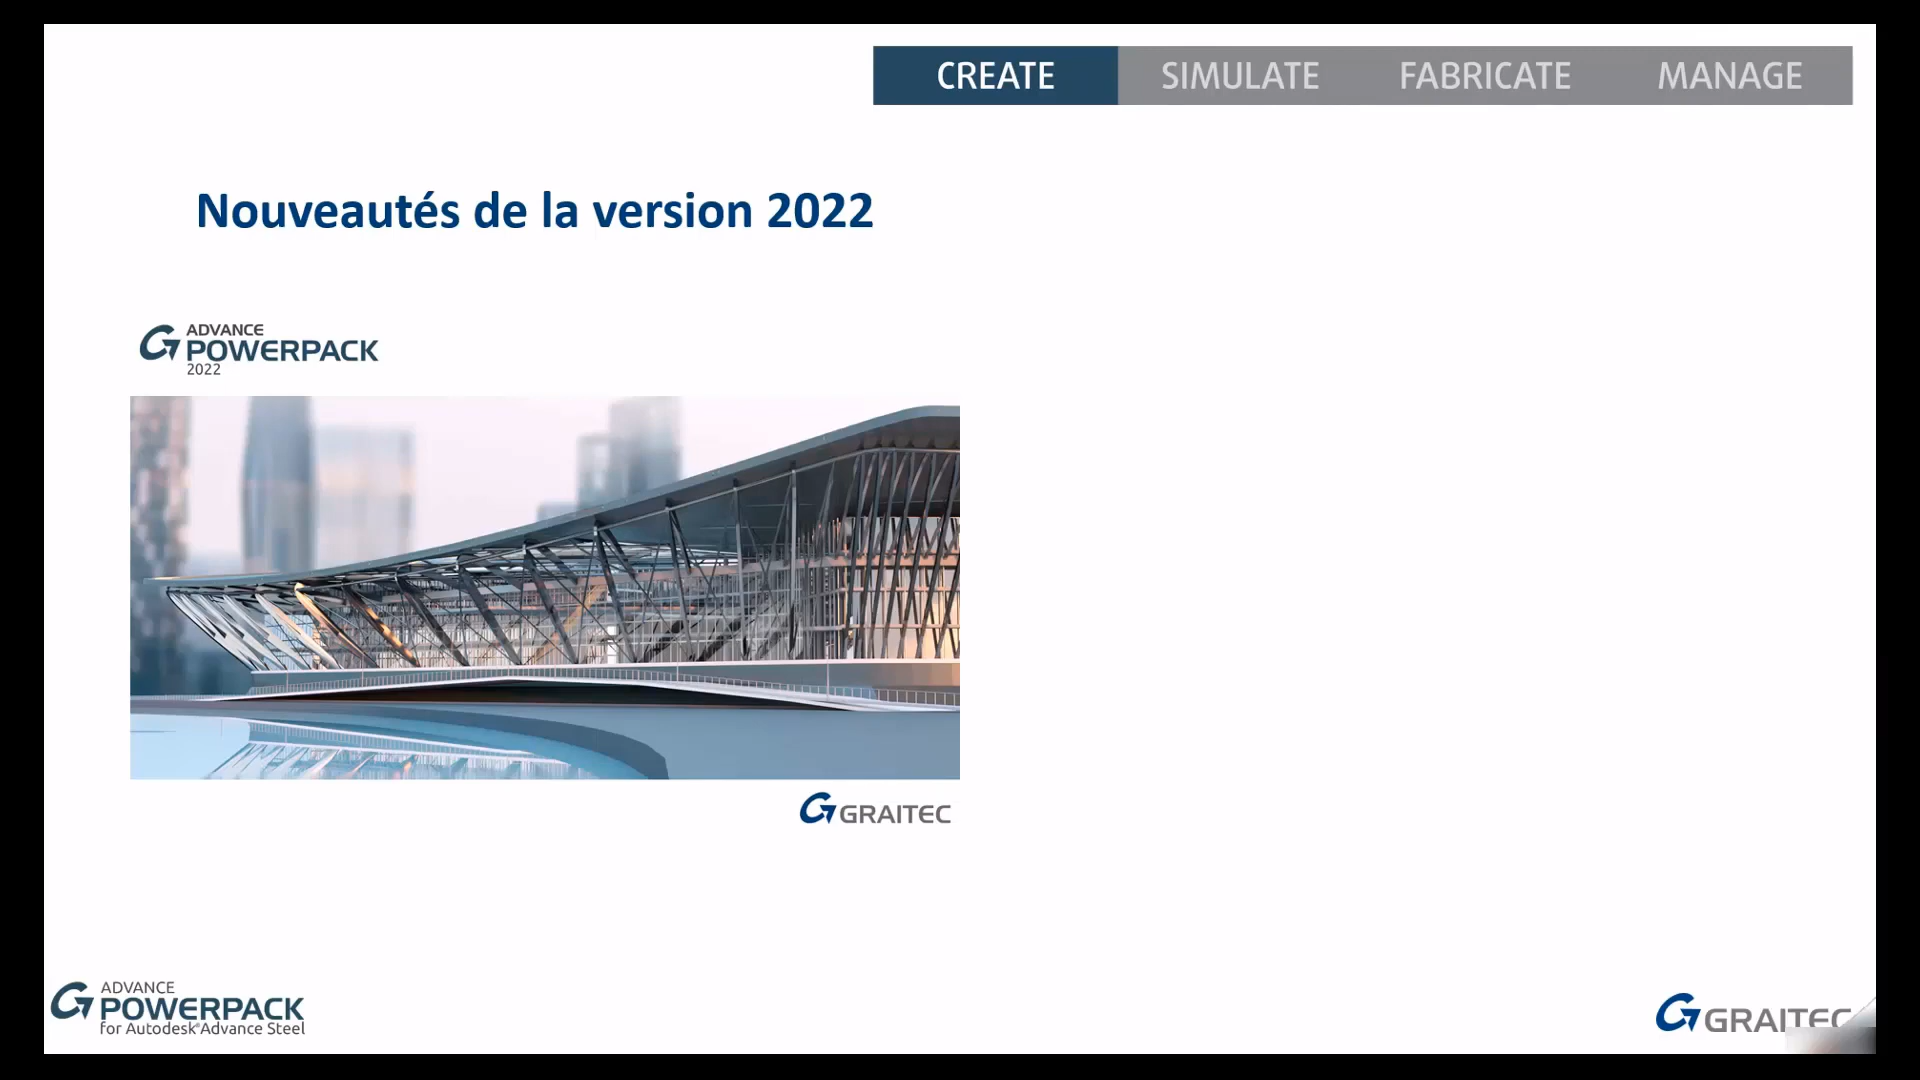 CREATE SIMULATE FABRICATE MANAGE
Nouveautés de la version 2022
ADVANCE
POWERPACK
2022
GRAITEC
ADVANCE
POWERPACK
for Autodesk® Advance Steel
GRAITEC